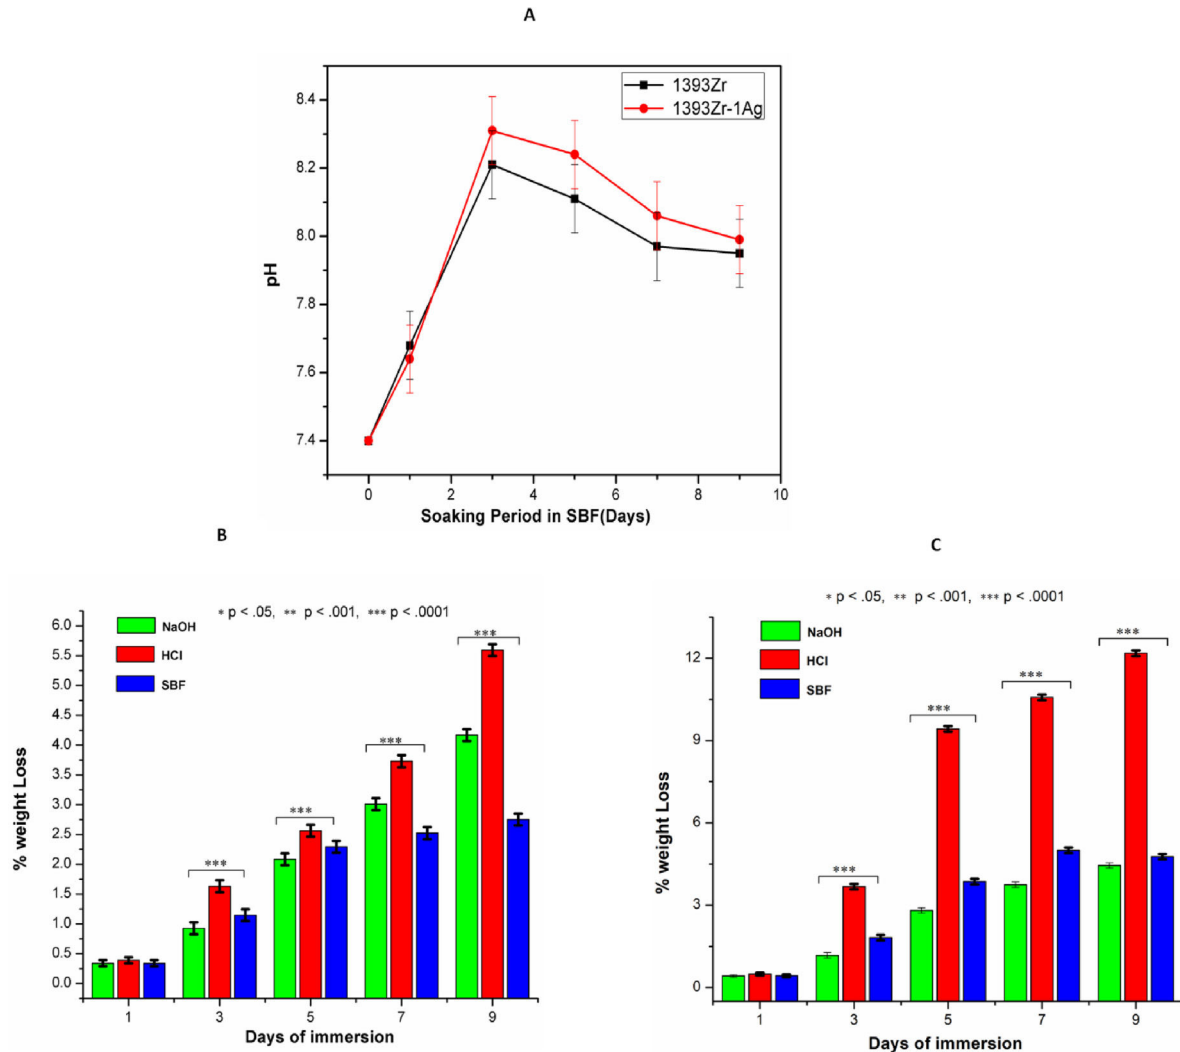 A
1393Zr
1393Zr-1Ag
8.4
8.2
8.0
7.8
7.6
7.4
pH
0 2 4 6 8 10
Soaking Period in SBF(Days)
B
* p < .05, ** p < .001, *** p < .0001
NaOH
HCl
SBF
6.0
5.5
5.0
4.5
4.0
3.5
3.0
2.5
2.0
1.5
1.0
0.5
0.0
% weight Loss
***
***
***
***
1 3 5 7 9
Days of immersion
C
* p < .05, ** p < .001, *** p < .0001
NaOH
HCl
SBF
12
9
6
3
0
% weight Loss
***
***
***
***
1 3 5 7 9
Days of immersion